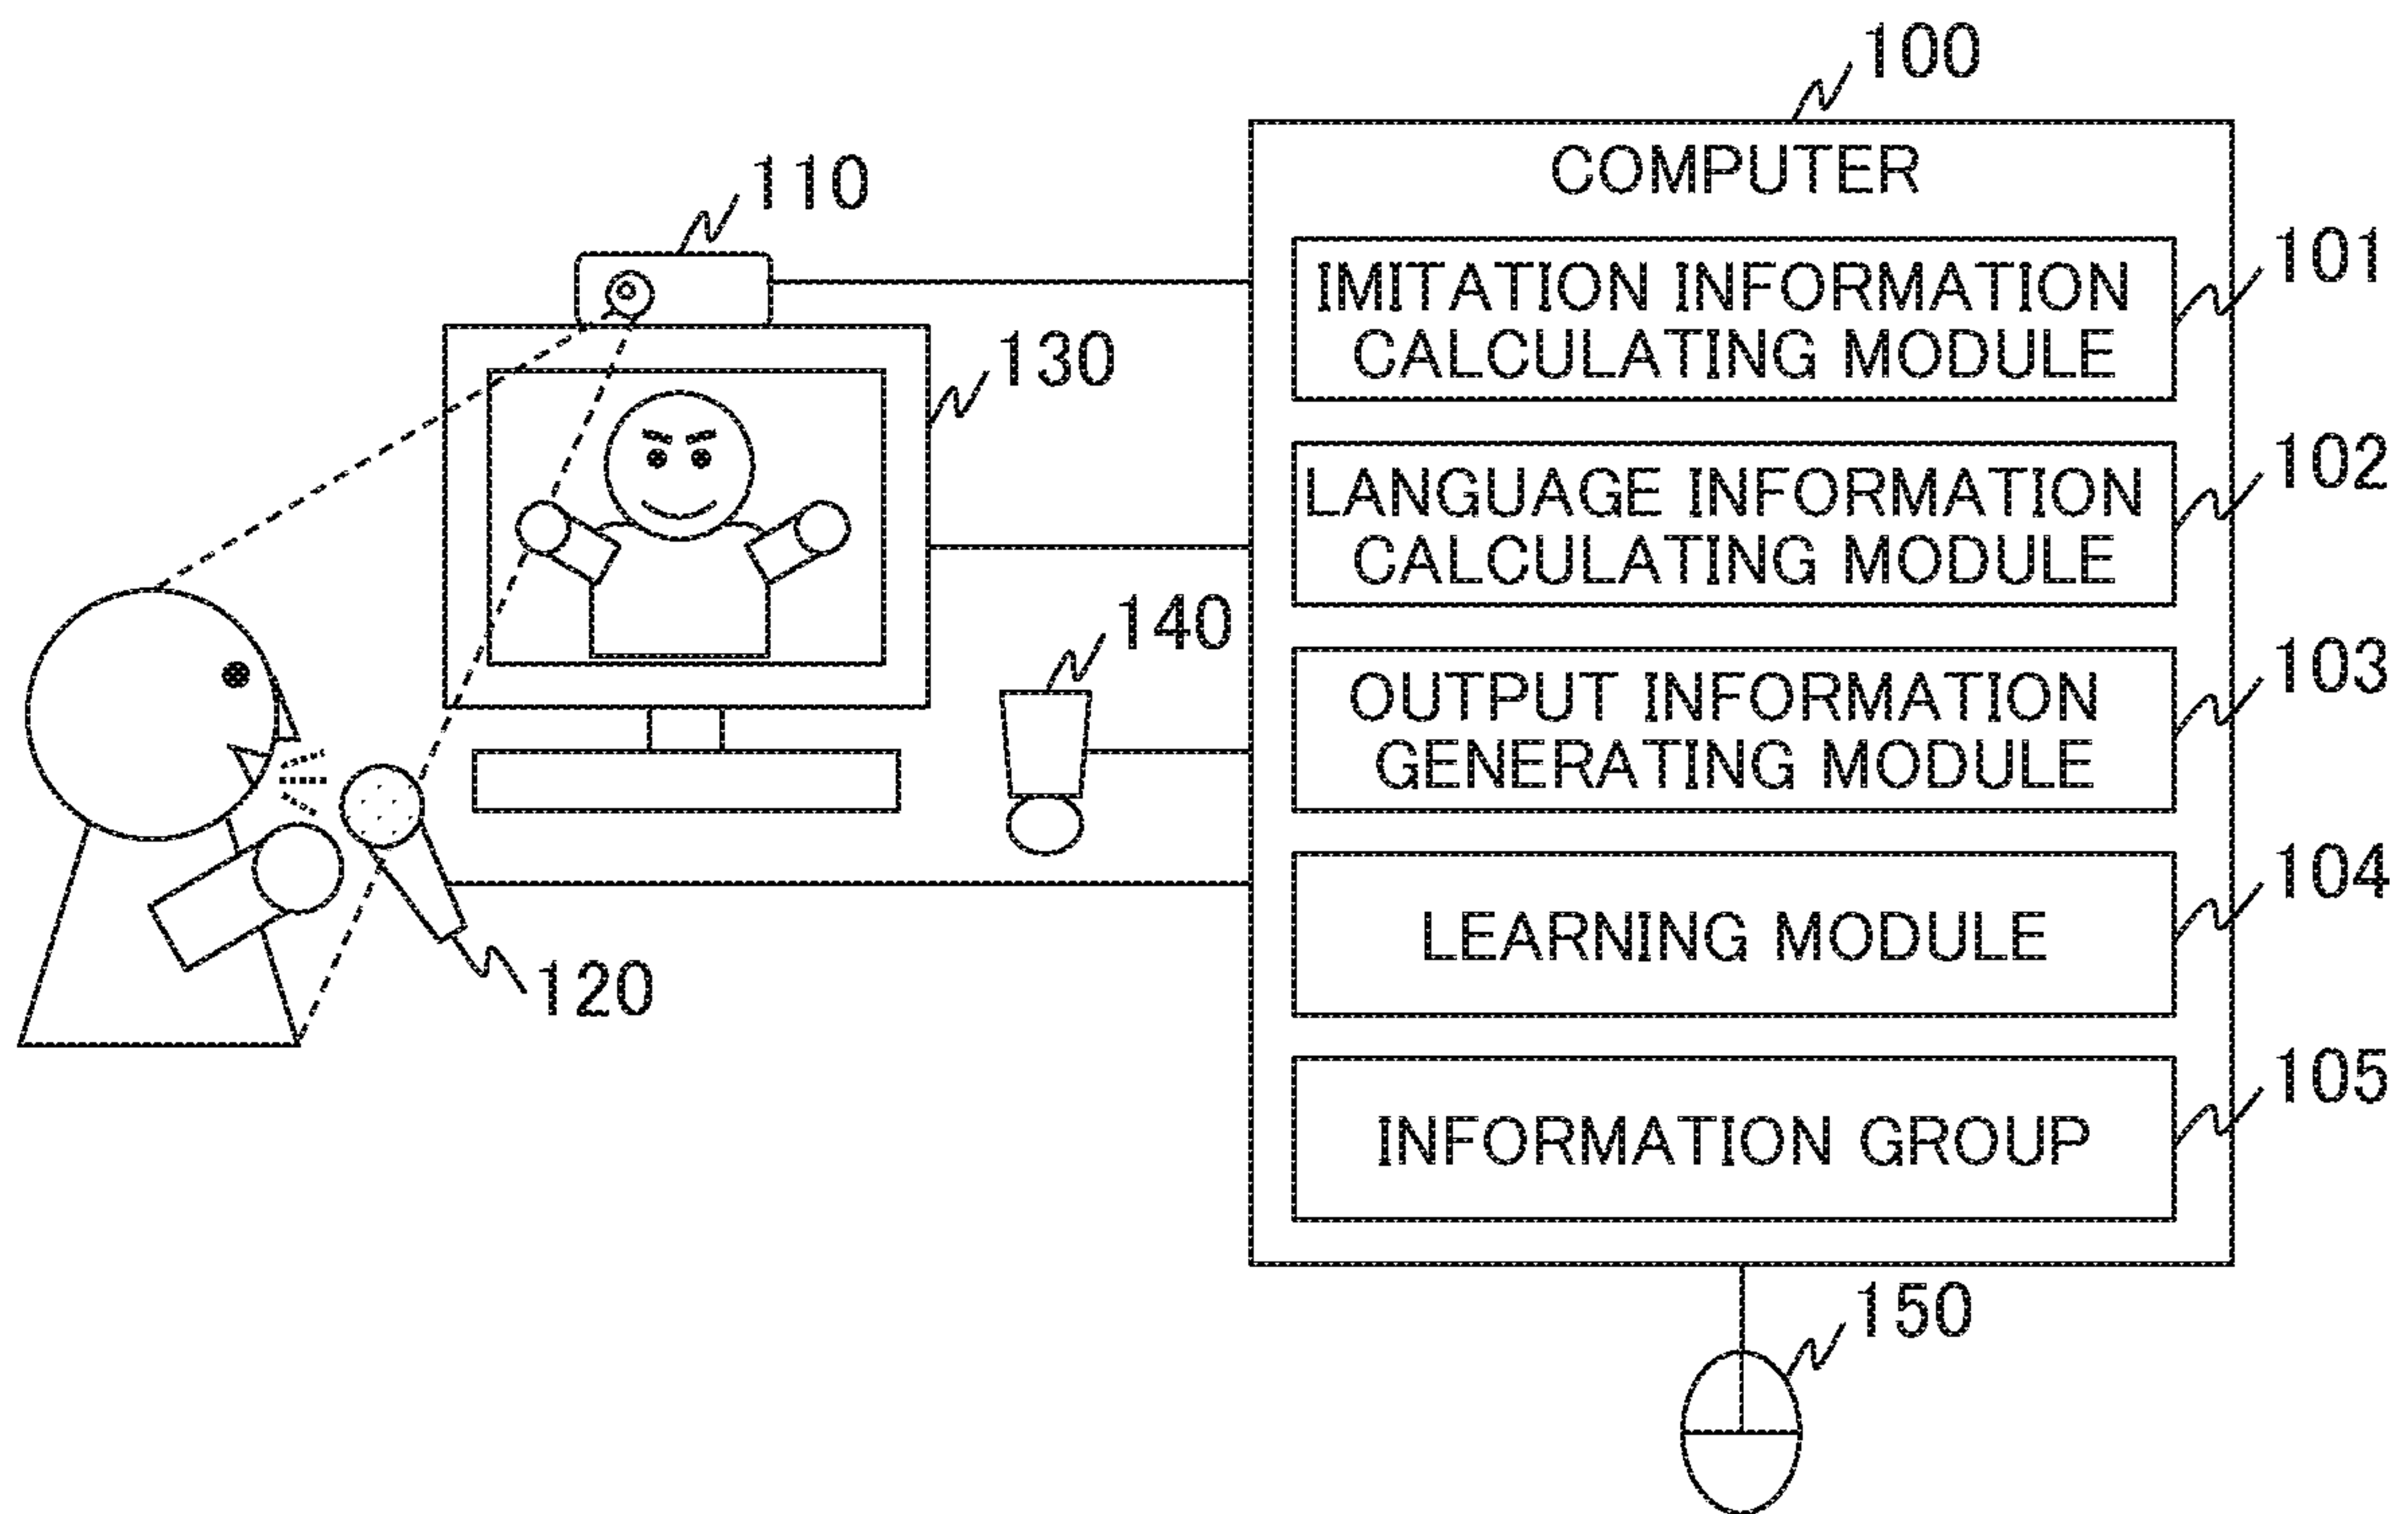 100
COMPUTER
110
101
IMITATION INFORMATION
CALCULATING MODULE
130
102
LANGUAGE INFORMATION
CALCULATING MODULE
140
103
OUTPUT INFORMATION
GENERATING MODULE
104
LEARNING MODULE
120
105
INFORMATION GROUP
150